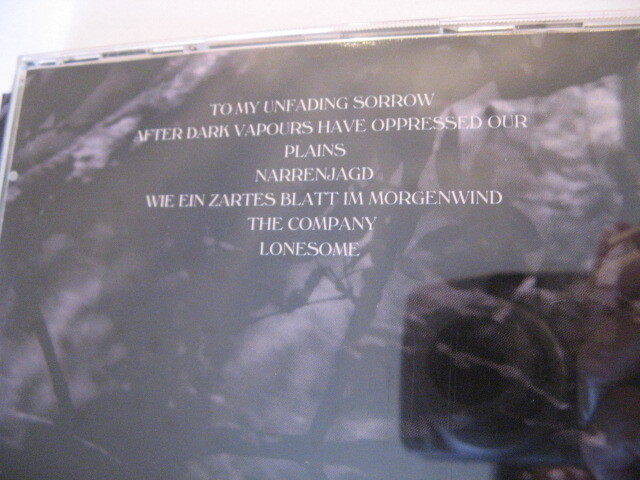 TO MY UNFADING SORROW
AFTER DARK VAPOURS HAVE OPPRESSED OUR
PLAINS
NARRENJAGD
WIE EIN ZARTES BLATT IM MORGENWIND
THE COMPANY
LONESOME